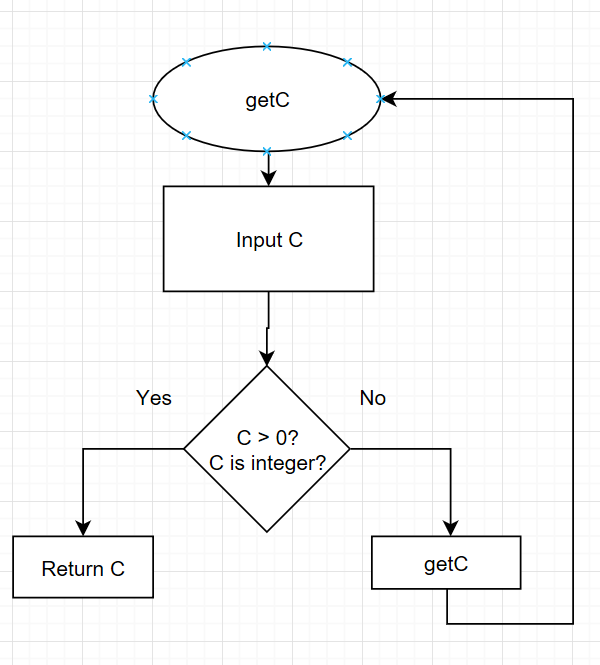 getC
Input C
Yes
No
C > 0?
C is integer?
Return C
getC